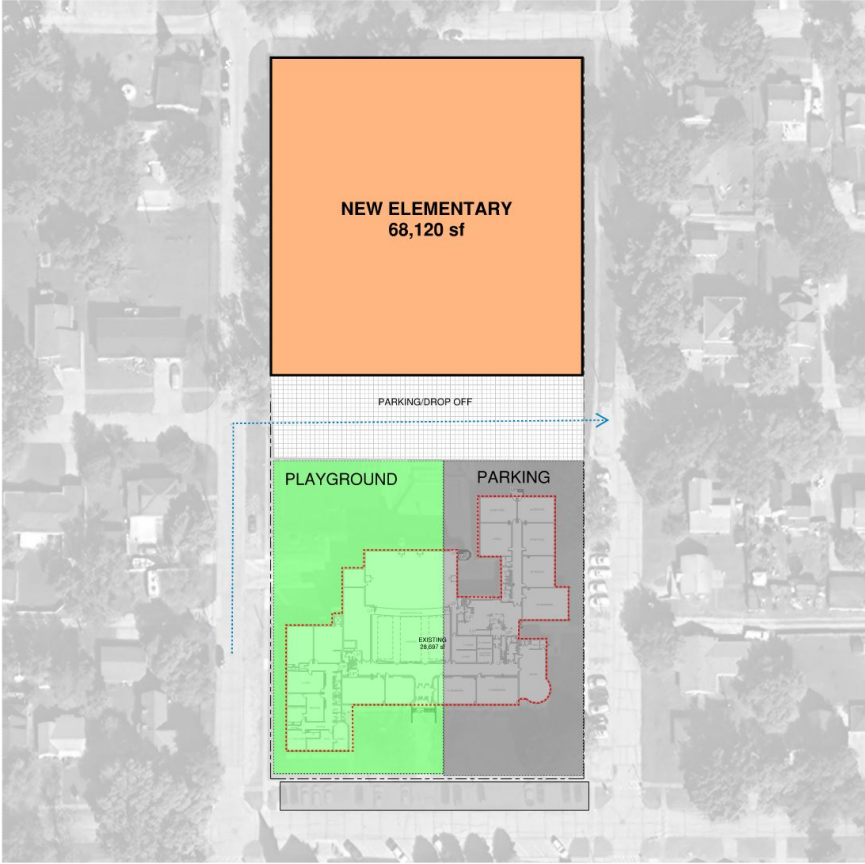 NEW ELEMENTARY
68,120 sf
PARKING/DROP OFF
PLAYGROUND
PARKING
EXISTING
28,697 sf